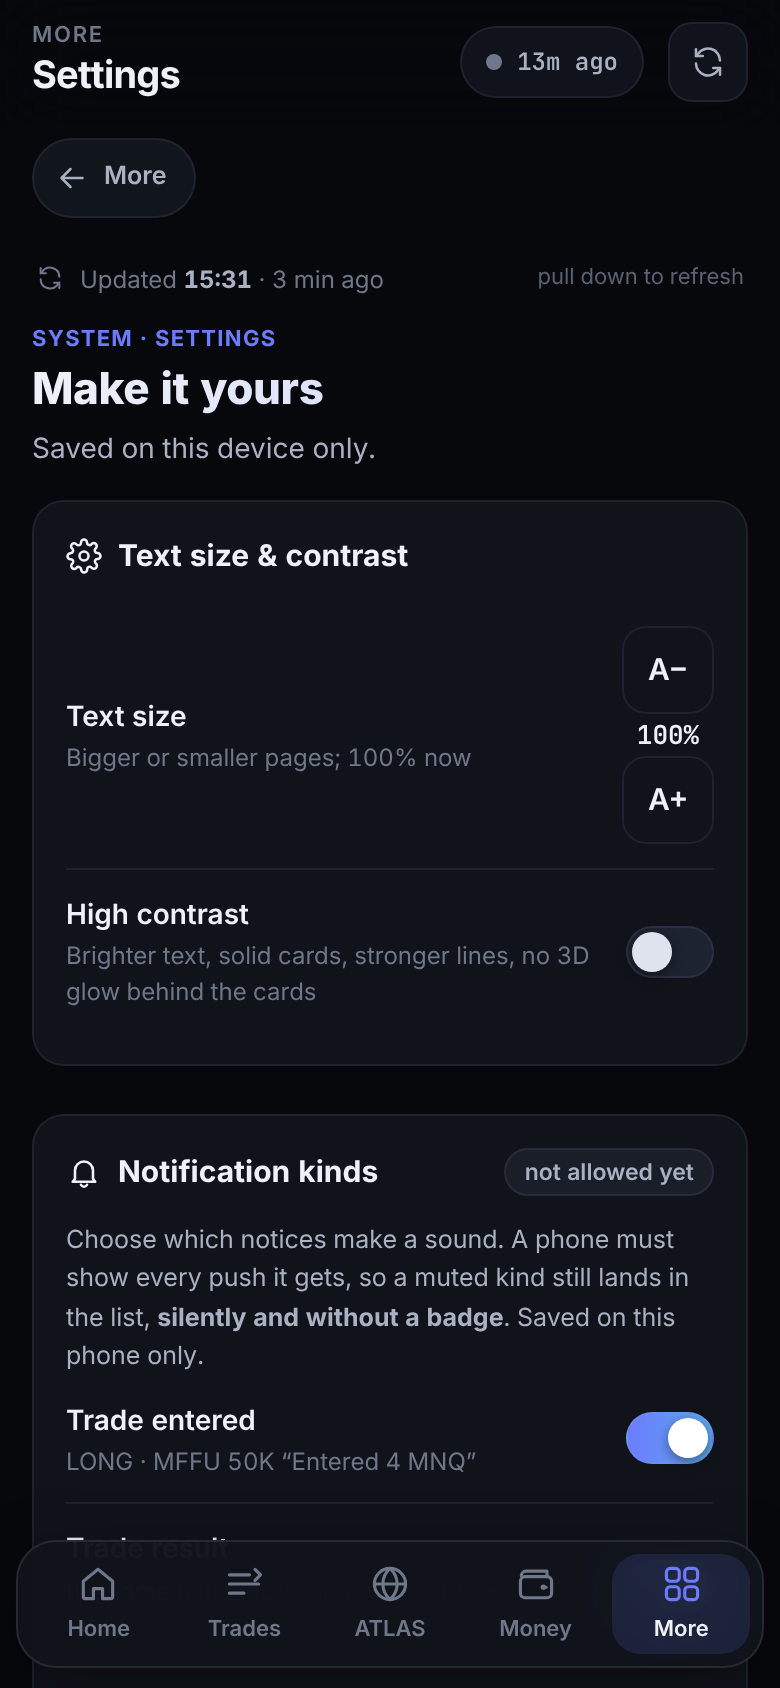 MORE
Settings
13m ago
More
Updated 15:31 · 3 min ago
pull down to refresh
SYSTEM · SETTINGS
Make it yours
Saved on this device only.
Text size & contrast
A−
Text size
100%
Bigger or smaller pages; 100% now
A+
High contrast
Brighter text, solid cards, stronger lines, no 3D
glow behind the cards
Notification kinds
not allowed yet
Choose which notices make a sound. A phone must
show every push it gets, so a muted kind still lands in
the list, silently and without a badge. Saved on this
phone only.
Trade entered
LONG · MFFU 50K “Entered 4 MNQ”
Trade result
Home
Trades
ATLAS
Money
More